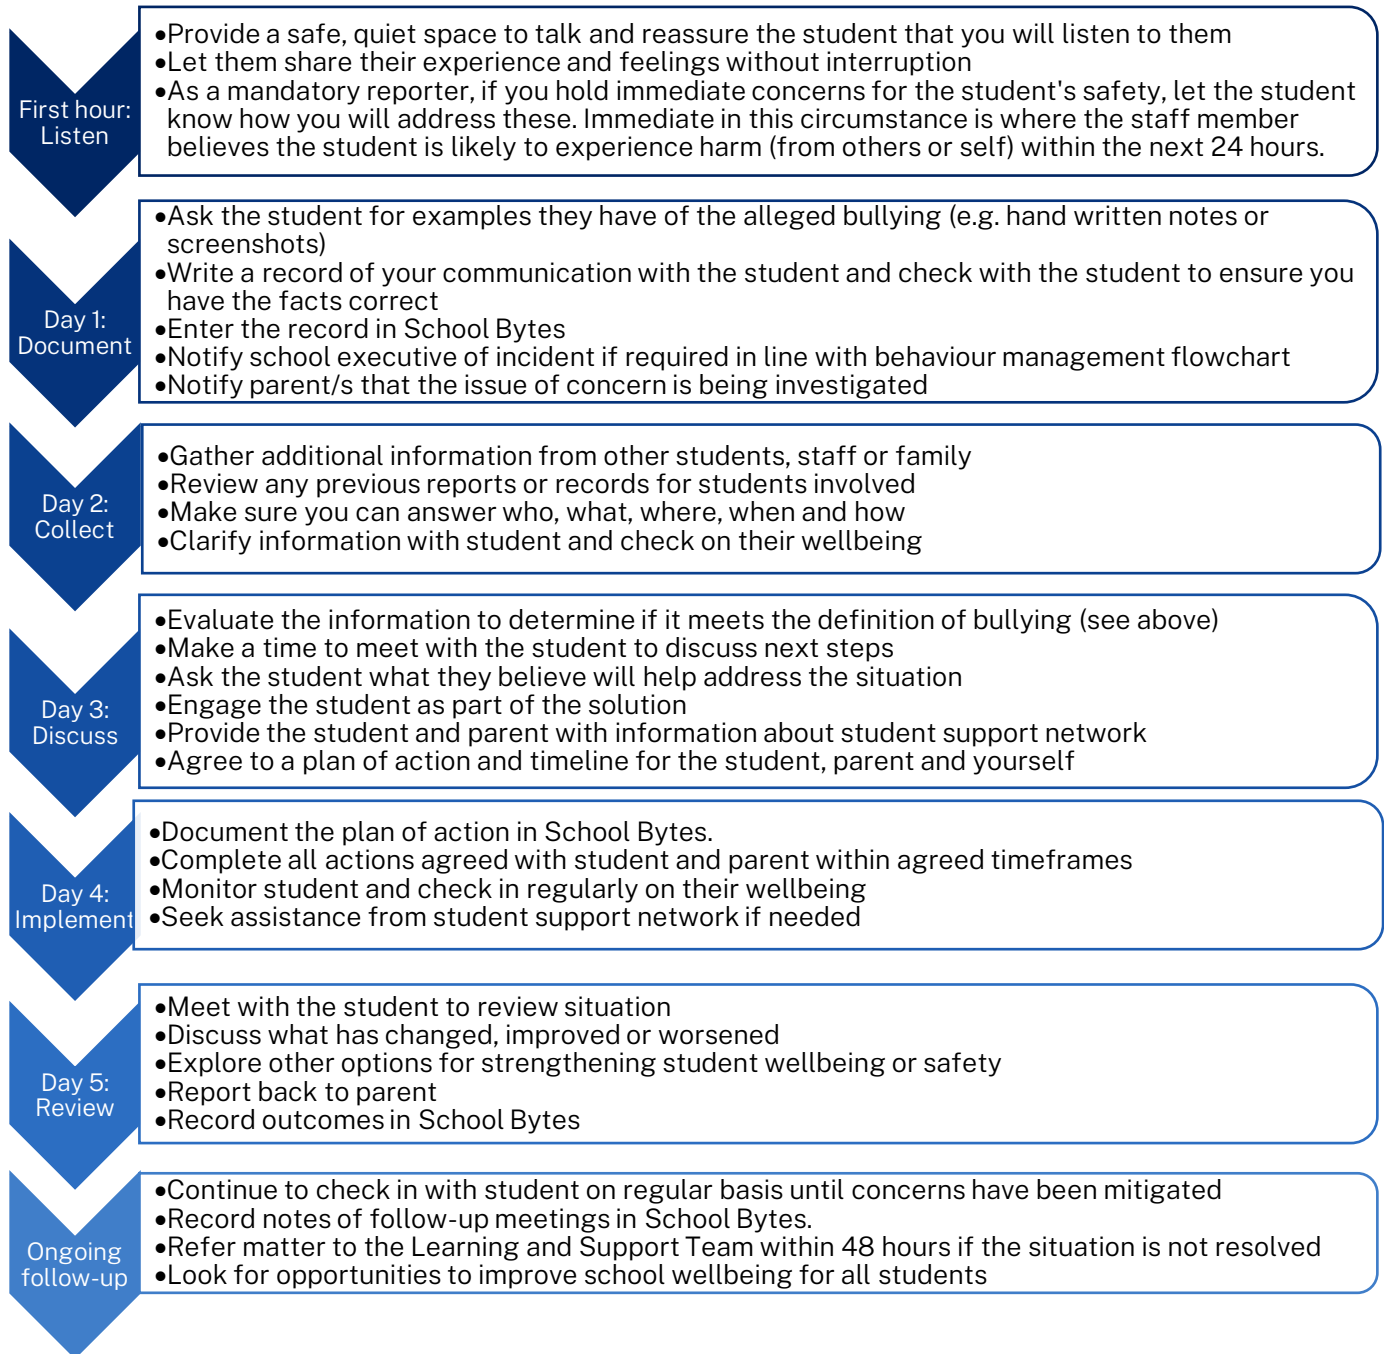 First hour:
Listen
•Provide a safe, quiet space to talk and reassure the student that you will listen to them
•Let them share their experience and feelings without interruption
•As a mandatory reporter, if you hold immediate concerns for the student's safety, let the student
know how you will address these. Immediate in this circumstance is where the staff member
believes the student is likely to experience harm (from others or self) within the next 24 hours.
Day 1:
Document
•Ask the student for examples they have of the alleged bullying (e.g. hand written notes or
screenshots)
•Write a record of your communication with the student and check with the student to ensure you
have the facts correct
•Enter the record in School Bytes
•Notify school executive of incident if required in line with behaviour management flowchart
•Notify parent/s that the issue of concern is being investigated
Day 2:
Collect
•Gather additional information from other students, staff or family
•Review any previous reports or records for students involved
•Make sure you can answer who, what, where, when and how
•Clarify information with student and check on their wellbeing
Day 3:
Discuss
•Evaluate the information to determine if it meets the definition of bullying (see above)
•Make a time to meet with the student to discuss next steps
•Ask the student what they believe will help address the situation
•Engage the student as part of the solution
•Provide the student and parent with information about student support network
•Agree to a plan of action and timeline for the student, parent and yourself
Day 4:
Implement
•Document the plan of action in School Bytes.
•Complete all actions agreed with student and parent within agreed timeframes
•Monitor student and check in regularly on their wellbeing
•Seek assistance from student support network if needed
Day 5:
Review
•Meet with the student to review situation
•Discuss what has changed, improved or worsened
•Explore other options for strengthening student wellbeing or safety
•Report back to parent
•Record outcomes in School Bytes
Ongoing
follow-up
•Continue to check in with student on regular basis until concerns have been mitigated
•Record notes of follow-up meetings in School Bytes.
•Refer matter to the Learning and Support Team within 48 hours if the situation is not resolved
•Look for opportunities to improve school wellbeing for all students